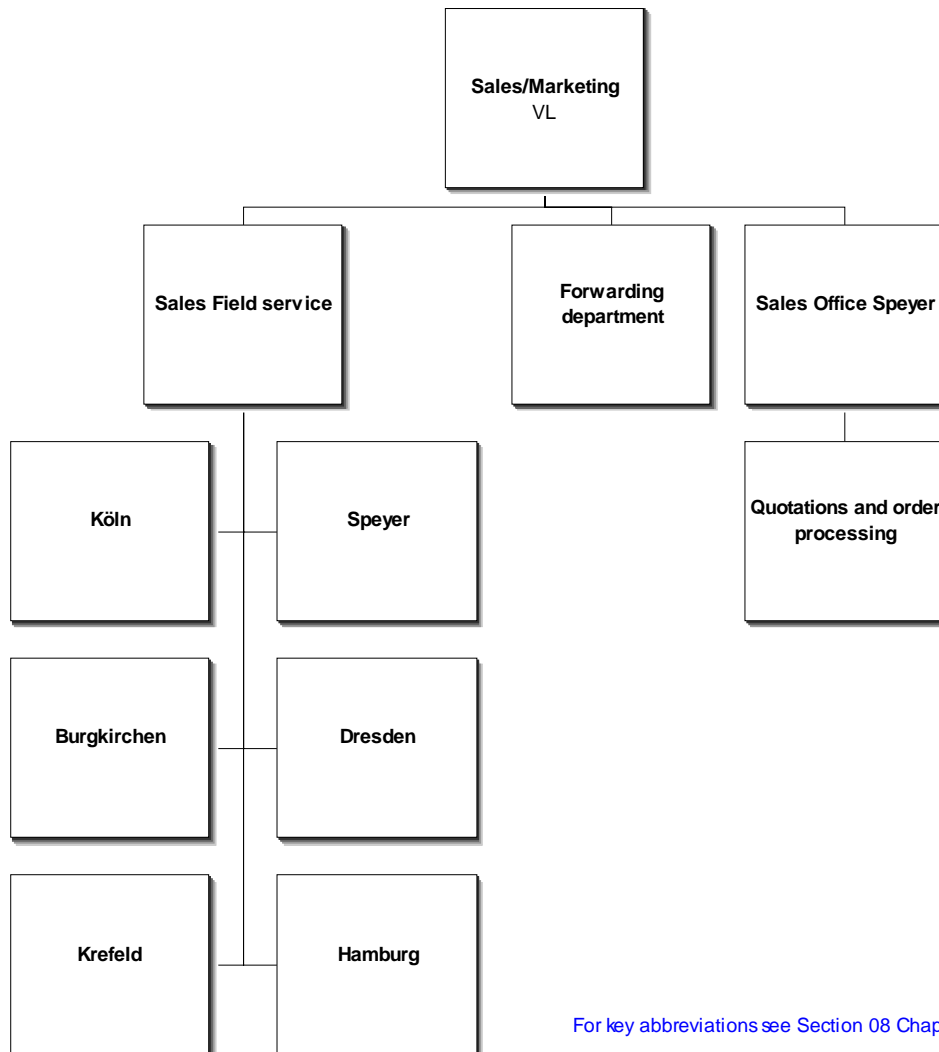 Sales/Marketing
VL
Sales Field service
Forwarding
department
Sales Office Speyer
Köln
Speyer
Quotations and order
processing
Burgkirchen
Dresden
Krefeld
Hamburg
For key abbreviations see Section 08 Chap